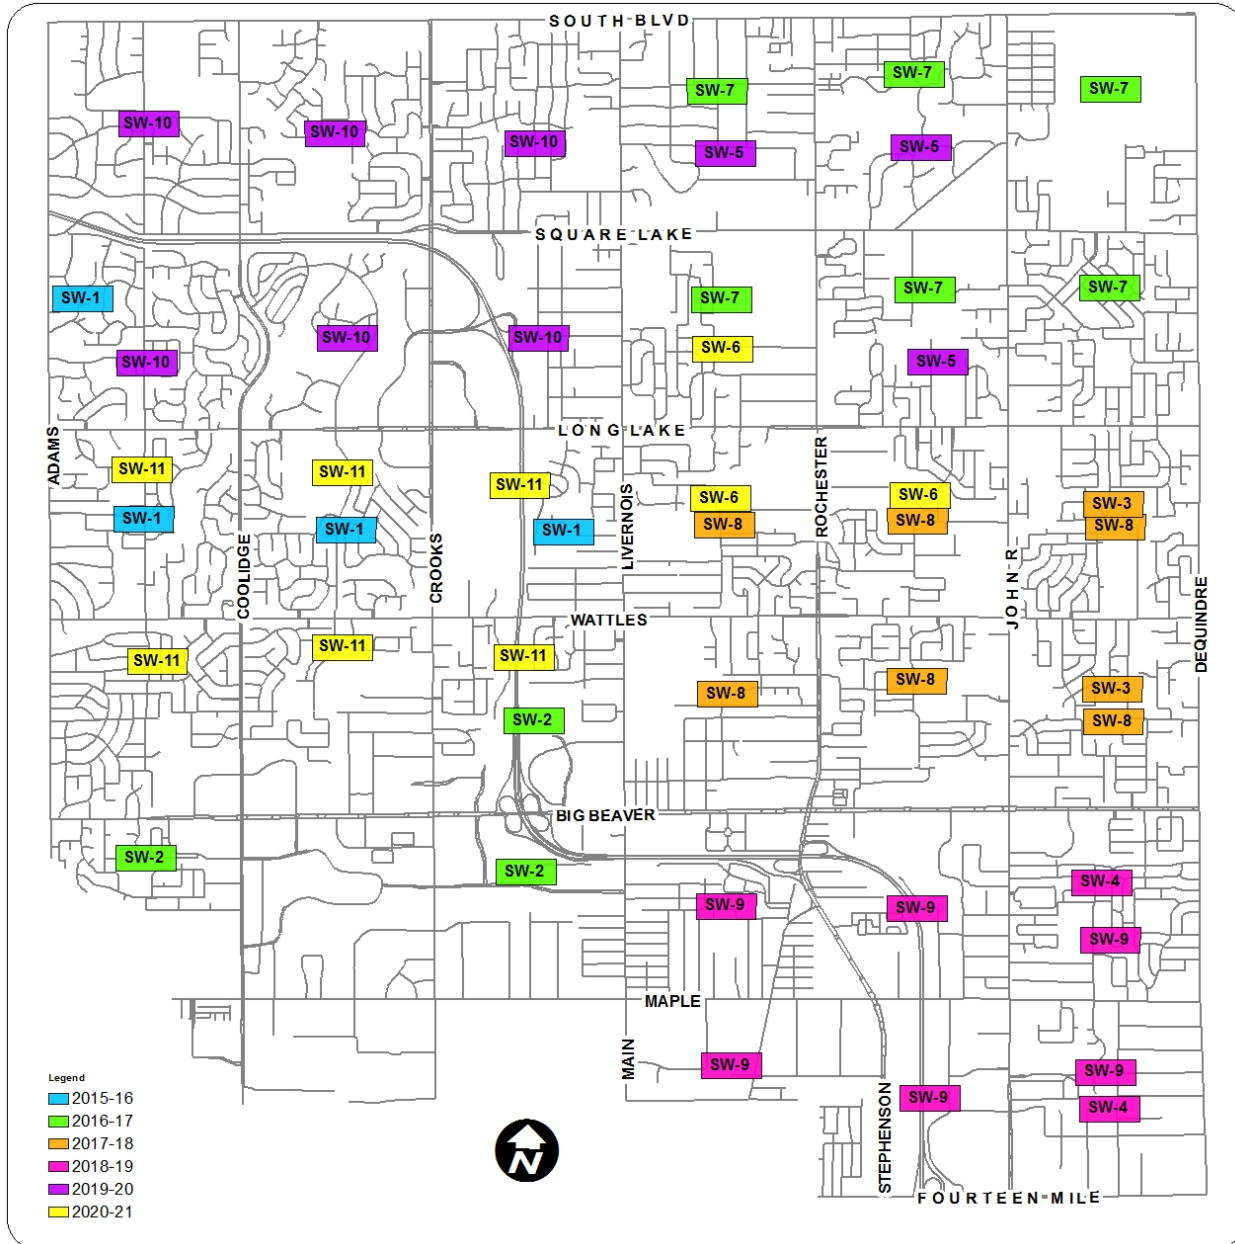 SOUTH BLVD
SW-7
SW-7
SW-7
SW-10
SW-10
SW-10
SW-5
SW-5
SQUARE LAKE
SW-1
SW-7
SW-7
SW-7
SW-10
SW-10
SW-10
SW-6
SW-5
LONG LAKE
ADAMS
SW-11
SW-11
SW-11
LIVERNOIS
ROCHESTER
SW-6
SW-6
SW-3
SW-1
SW-1
SW-1
SW-8
SW-8
SW-8
COOLIDGE
CROOKS
JOHN R
DEQUINDRE
WATTLES
SW-11
SW-11
SW-11
SW-8
SW-8
SW-3
SW-2
SW-8
BIG BEAVER
SW-2
SW-2
SW-4
SW-9
SW-9
SW-9
MAPLE
MAIN
SW-9
SW-9
STEPHENSON
SW-9
SW-4
FOURTEEN MILE
N
Legend
2015-16
2016-17
2017-18
2018-19
2019-20
2020-21